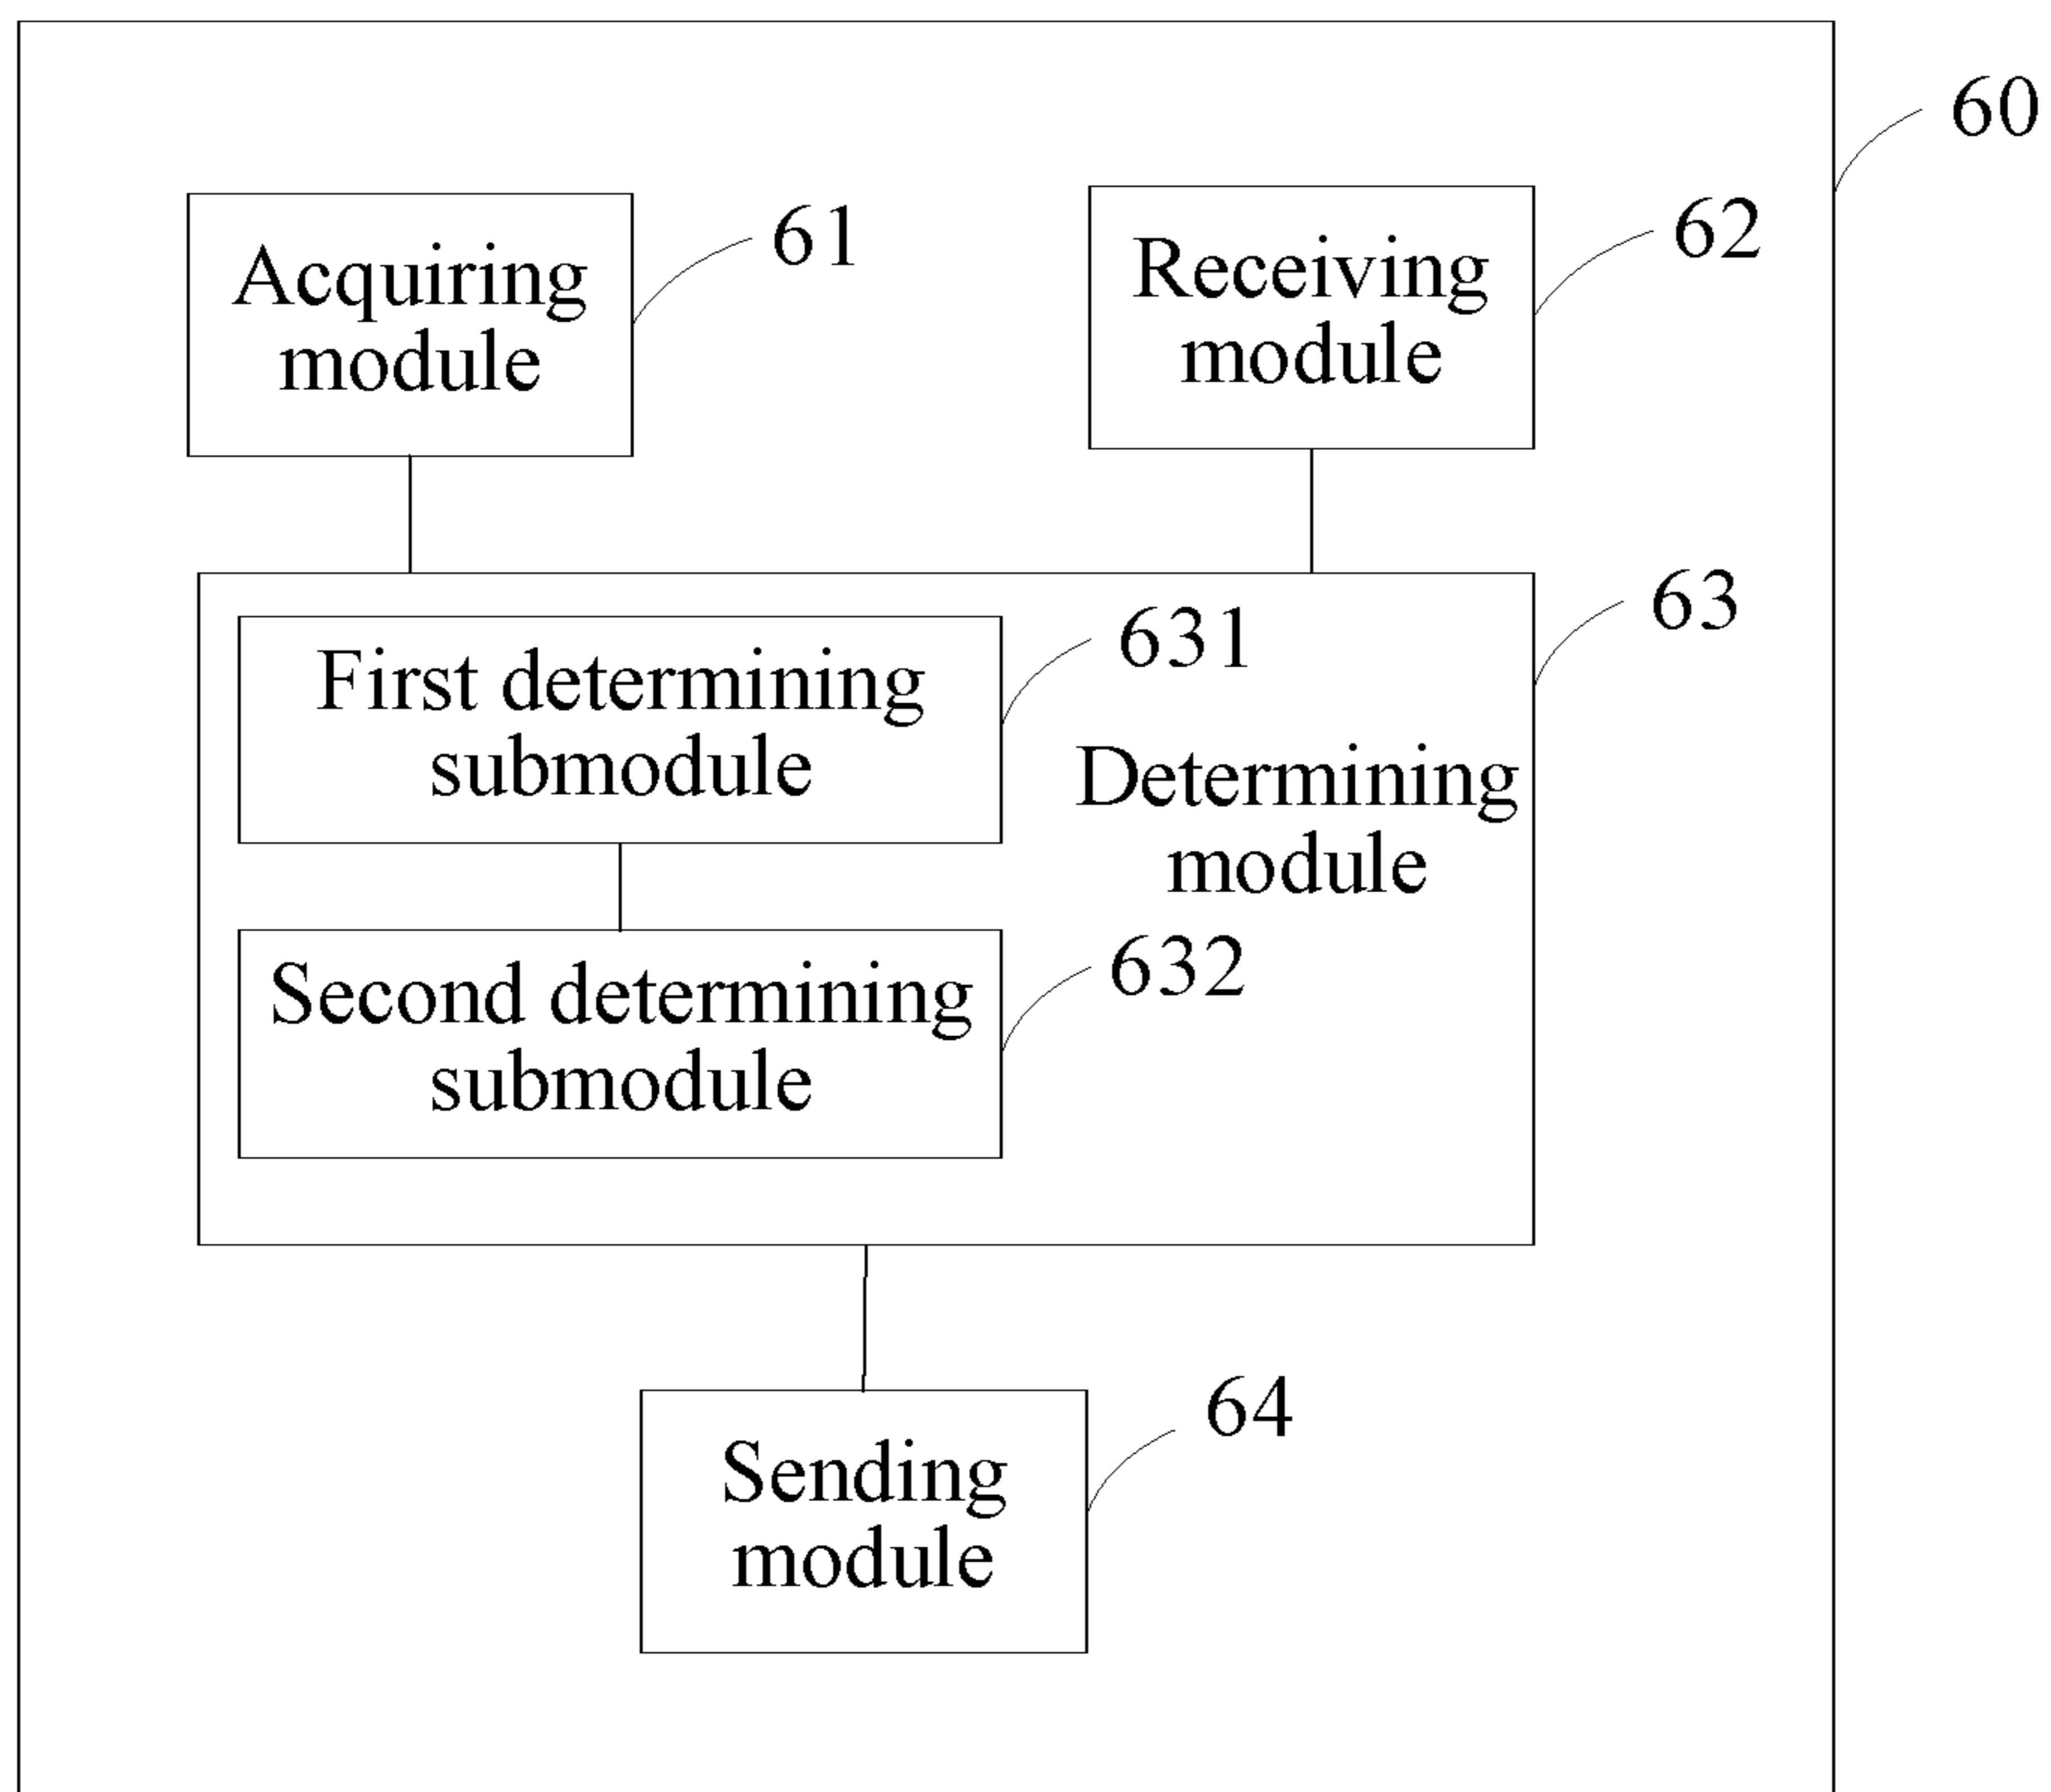 60
61
62
Acquiring
module
Receiving
module
63
631
First determining
submodule
Determining
module
632
Second determining
submodule
64
Sending
module